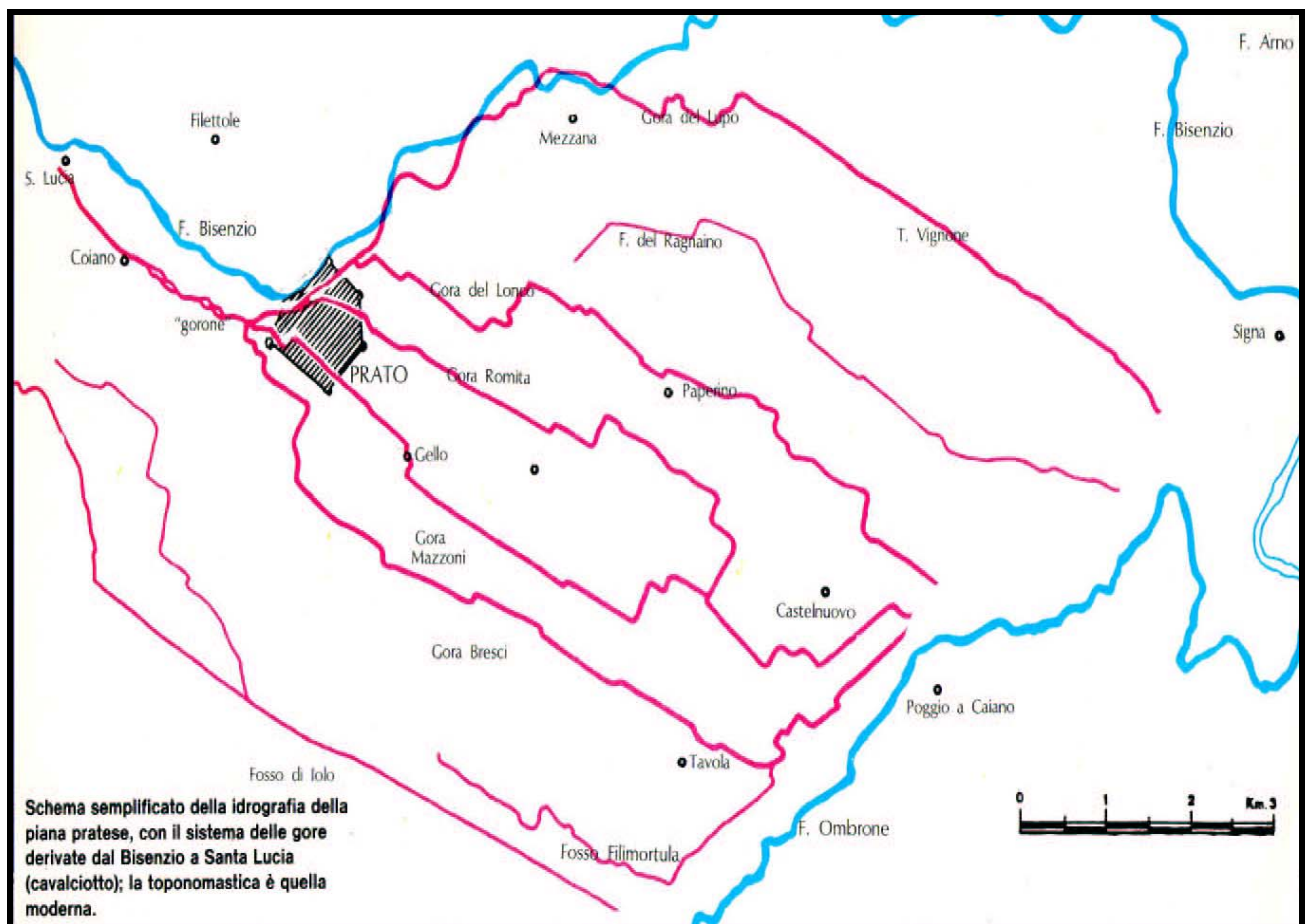 F. Arno
Filettole
Mezzana
Gora del Lupo
F. Bisenzio
S. Lucia
F. Bisenzio
F. del Ragnaio
T. Vignone
Coiano
Gora del Lonco
"gorone"
Signa
PRATO
Gora Romita
Paperino
Gello
Gora
Mazzoni
Castelnuovo
Gora Bresci
Poggio a Caiano
Tavola
Fosso di Iolo
0 1 2 Km. 3
F. Ombrone
Fosso Filimortula
Schema semplificato della idrografia della
piana pratese, con il sistema delle gore
derivate dal Bisenzio a Santa Lucia
(cavalciotto); la toponomastica è quella
moderna.